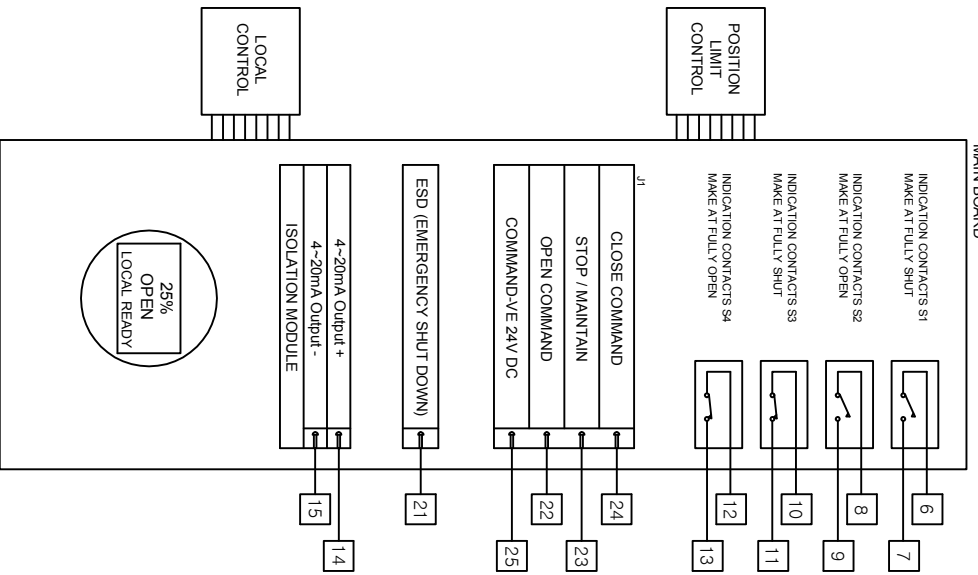 MAIN BOARD
INDICATION CONTACTS S1
MAKE AT FULLY SHUT
6
7
INDICATION CONTACTS S2
MAKE AT FULLY OPEN
8
9
POSITION
LIMIT
CONTROL
INDICATION CONTACTS S3
MAKE AT FULLY SHUT
10
11
INDICATION CONTACTS S4
MAKE AT FULLY OPEN
12
13
J1
CLOSE COMMAND
24
STOP / MAINTAIN
23
OPEN COMMAND
22
COMMAND-VE 24V DC
25
ESD (EMERGENCY SHUT DOWN)
21
4~20mA Output +
14
4~20mA Output -
15
ISOLATION MODULE
LOCAL
CONTROL
25%
OPEN
LOCAL READY